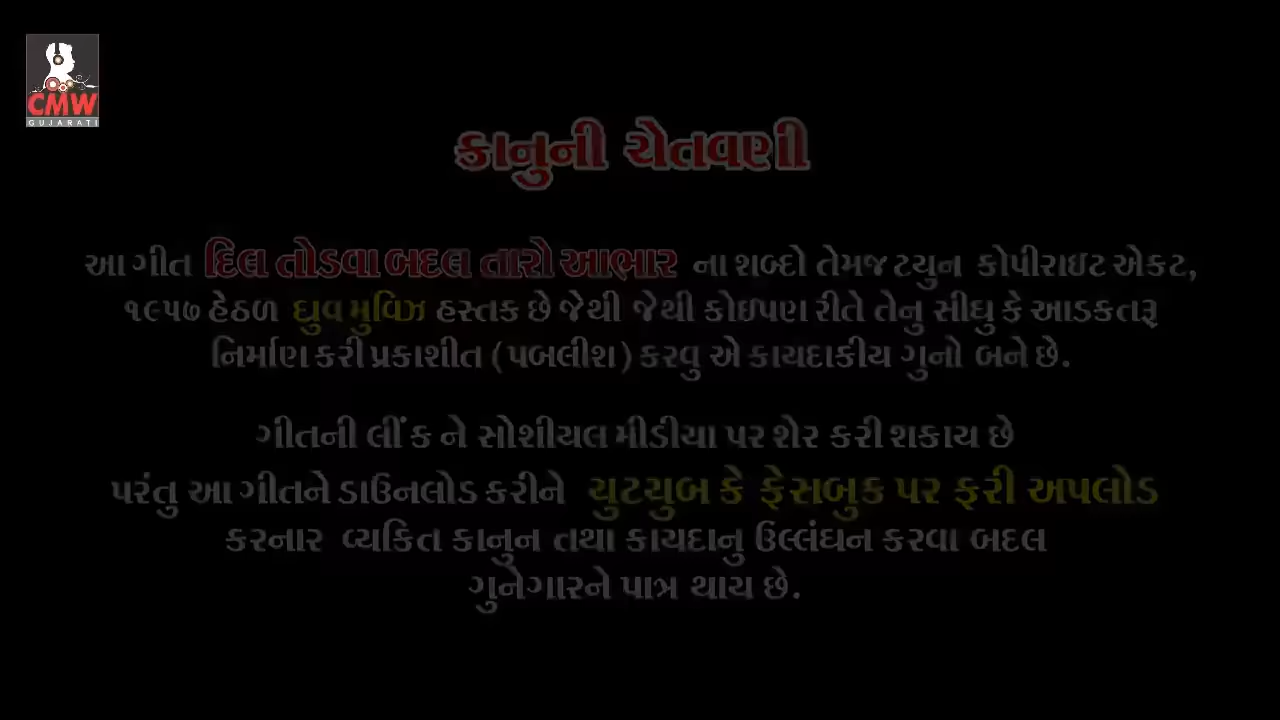 CMW
GUJARATI
કાનુની ચેતવણી
આ ગીત દિલ તોડવા બદલ તારો આભાર ના શબ્દો તેમજ ટયુન કોપીરાઇટ એકટ,
૧૯૫૭ હેઠળ ધ્રુવ મુવિઝ હસ્તક છે જેથી જેથી કોઇપણ રીતે તેનુ સીધુ કે આડકતરૂ
નિર્માણ કરી પ્રકાશીત (પબલીશ) કરવુ એ કાયદાકીય ગુનો બને છે.
ગીતની લીંક ને સોશીયલ મીડીયા પર શેર કરી શકાય છે
પરંતુ આ ગીતને ડાઉનલોડ કરીને યુટયુબ કે ફેસબુક પર ફરી અપલોડ
કરનાર વ્યકિત કાનુન તથા કાયદાનુ ઉલ્લંઘન કરવા બદલ
ગુનેગારને પાત્ર થાય છે.